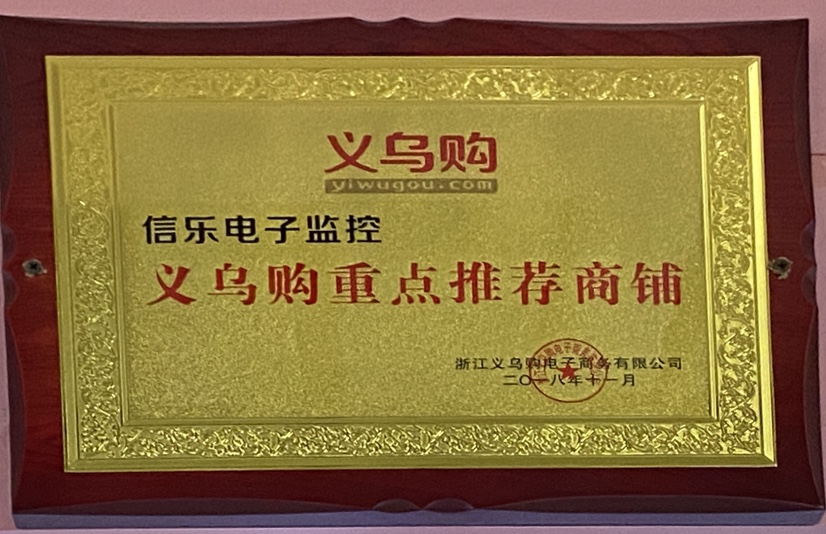 义乌购
yiwugou.com
信乐电子监控
义乌购重点推荐商铺
浙江义乌购电子商务有限公司
二〇一八年十一月